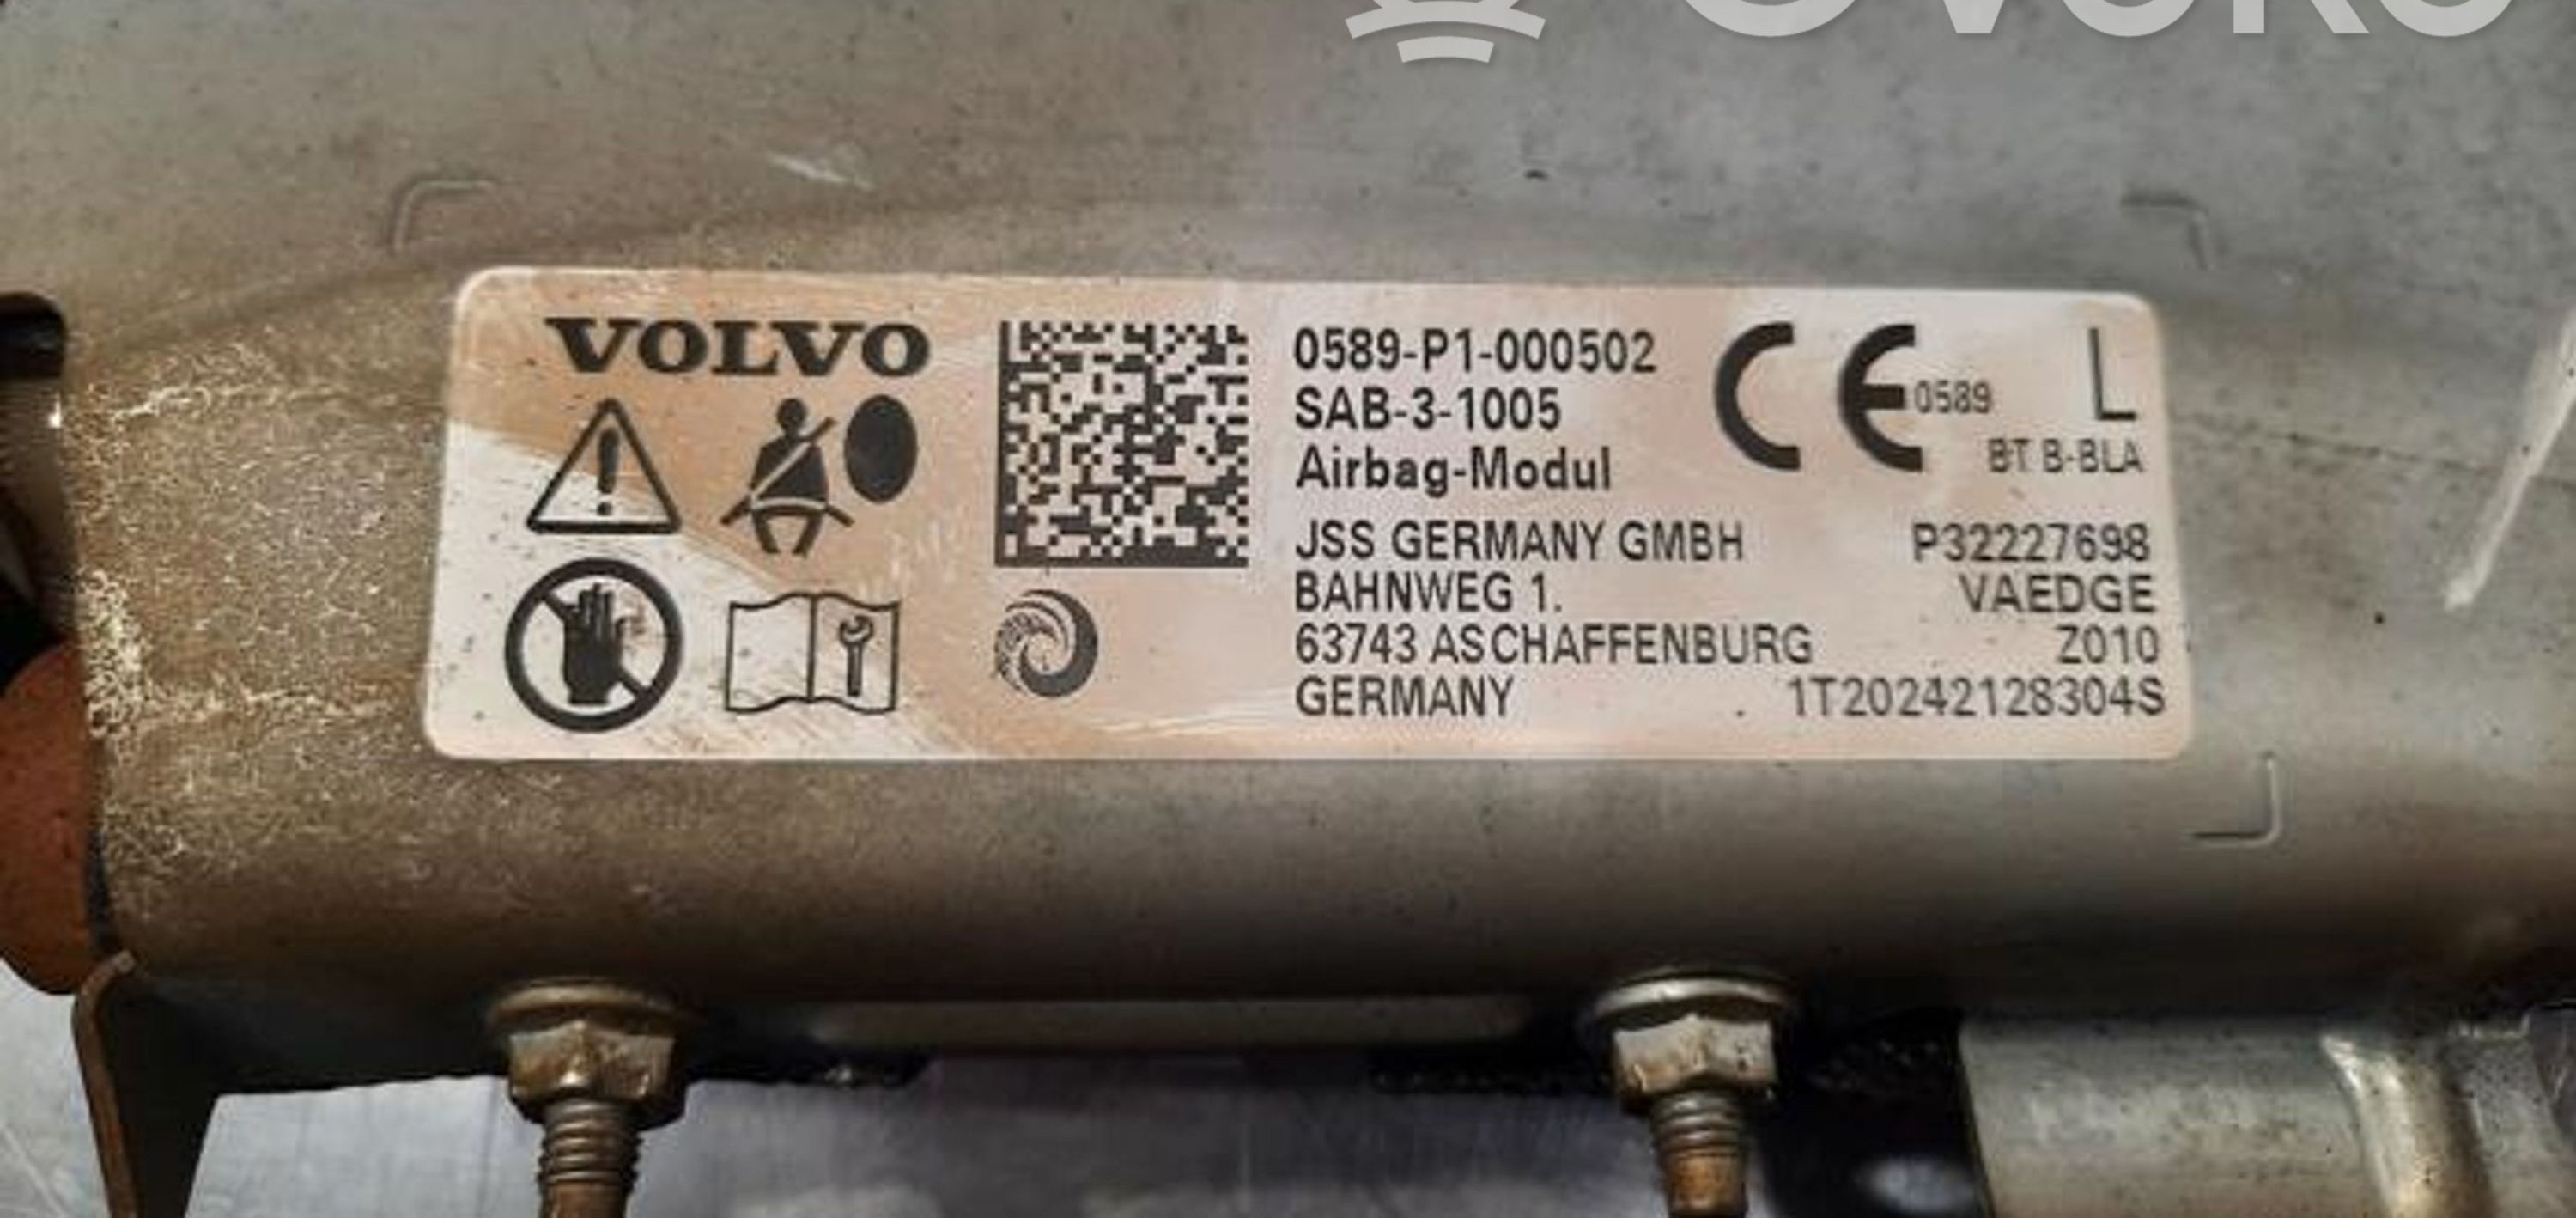 VOLVO
0589-P1-000502
SAB-3-1005
Airbag-Modul
JSS GERMANY GMBH
BAHNWEG 1.
63743 ASCHAFFENBURG
GERMANY
CE 0589
L
BT B-BLA
P32227698
VAEDGE
Z010
1T20242128304S